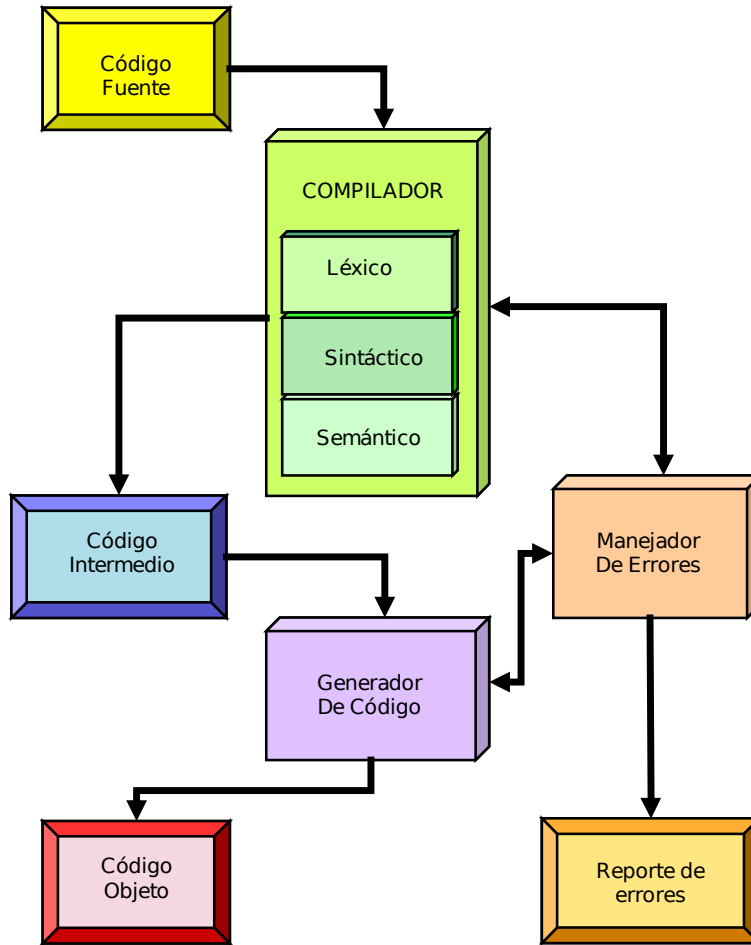 Código
Fuente
COMPILADOR
Léxico
Sintáctico
Semántico
Código
Intermedio
Manejador
De Errores
Generador
De Código
Código
Objeto
Reporte de
errores